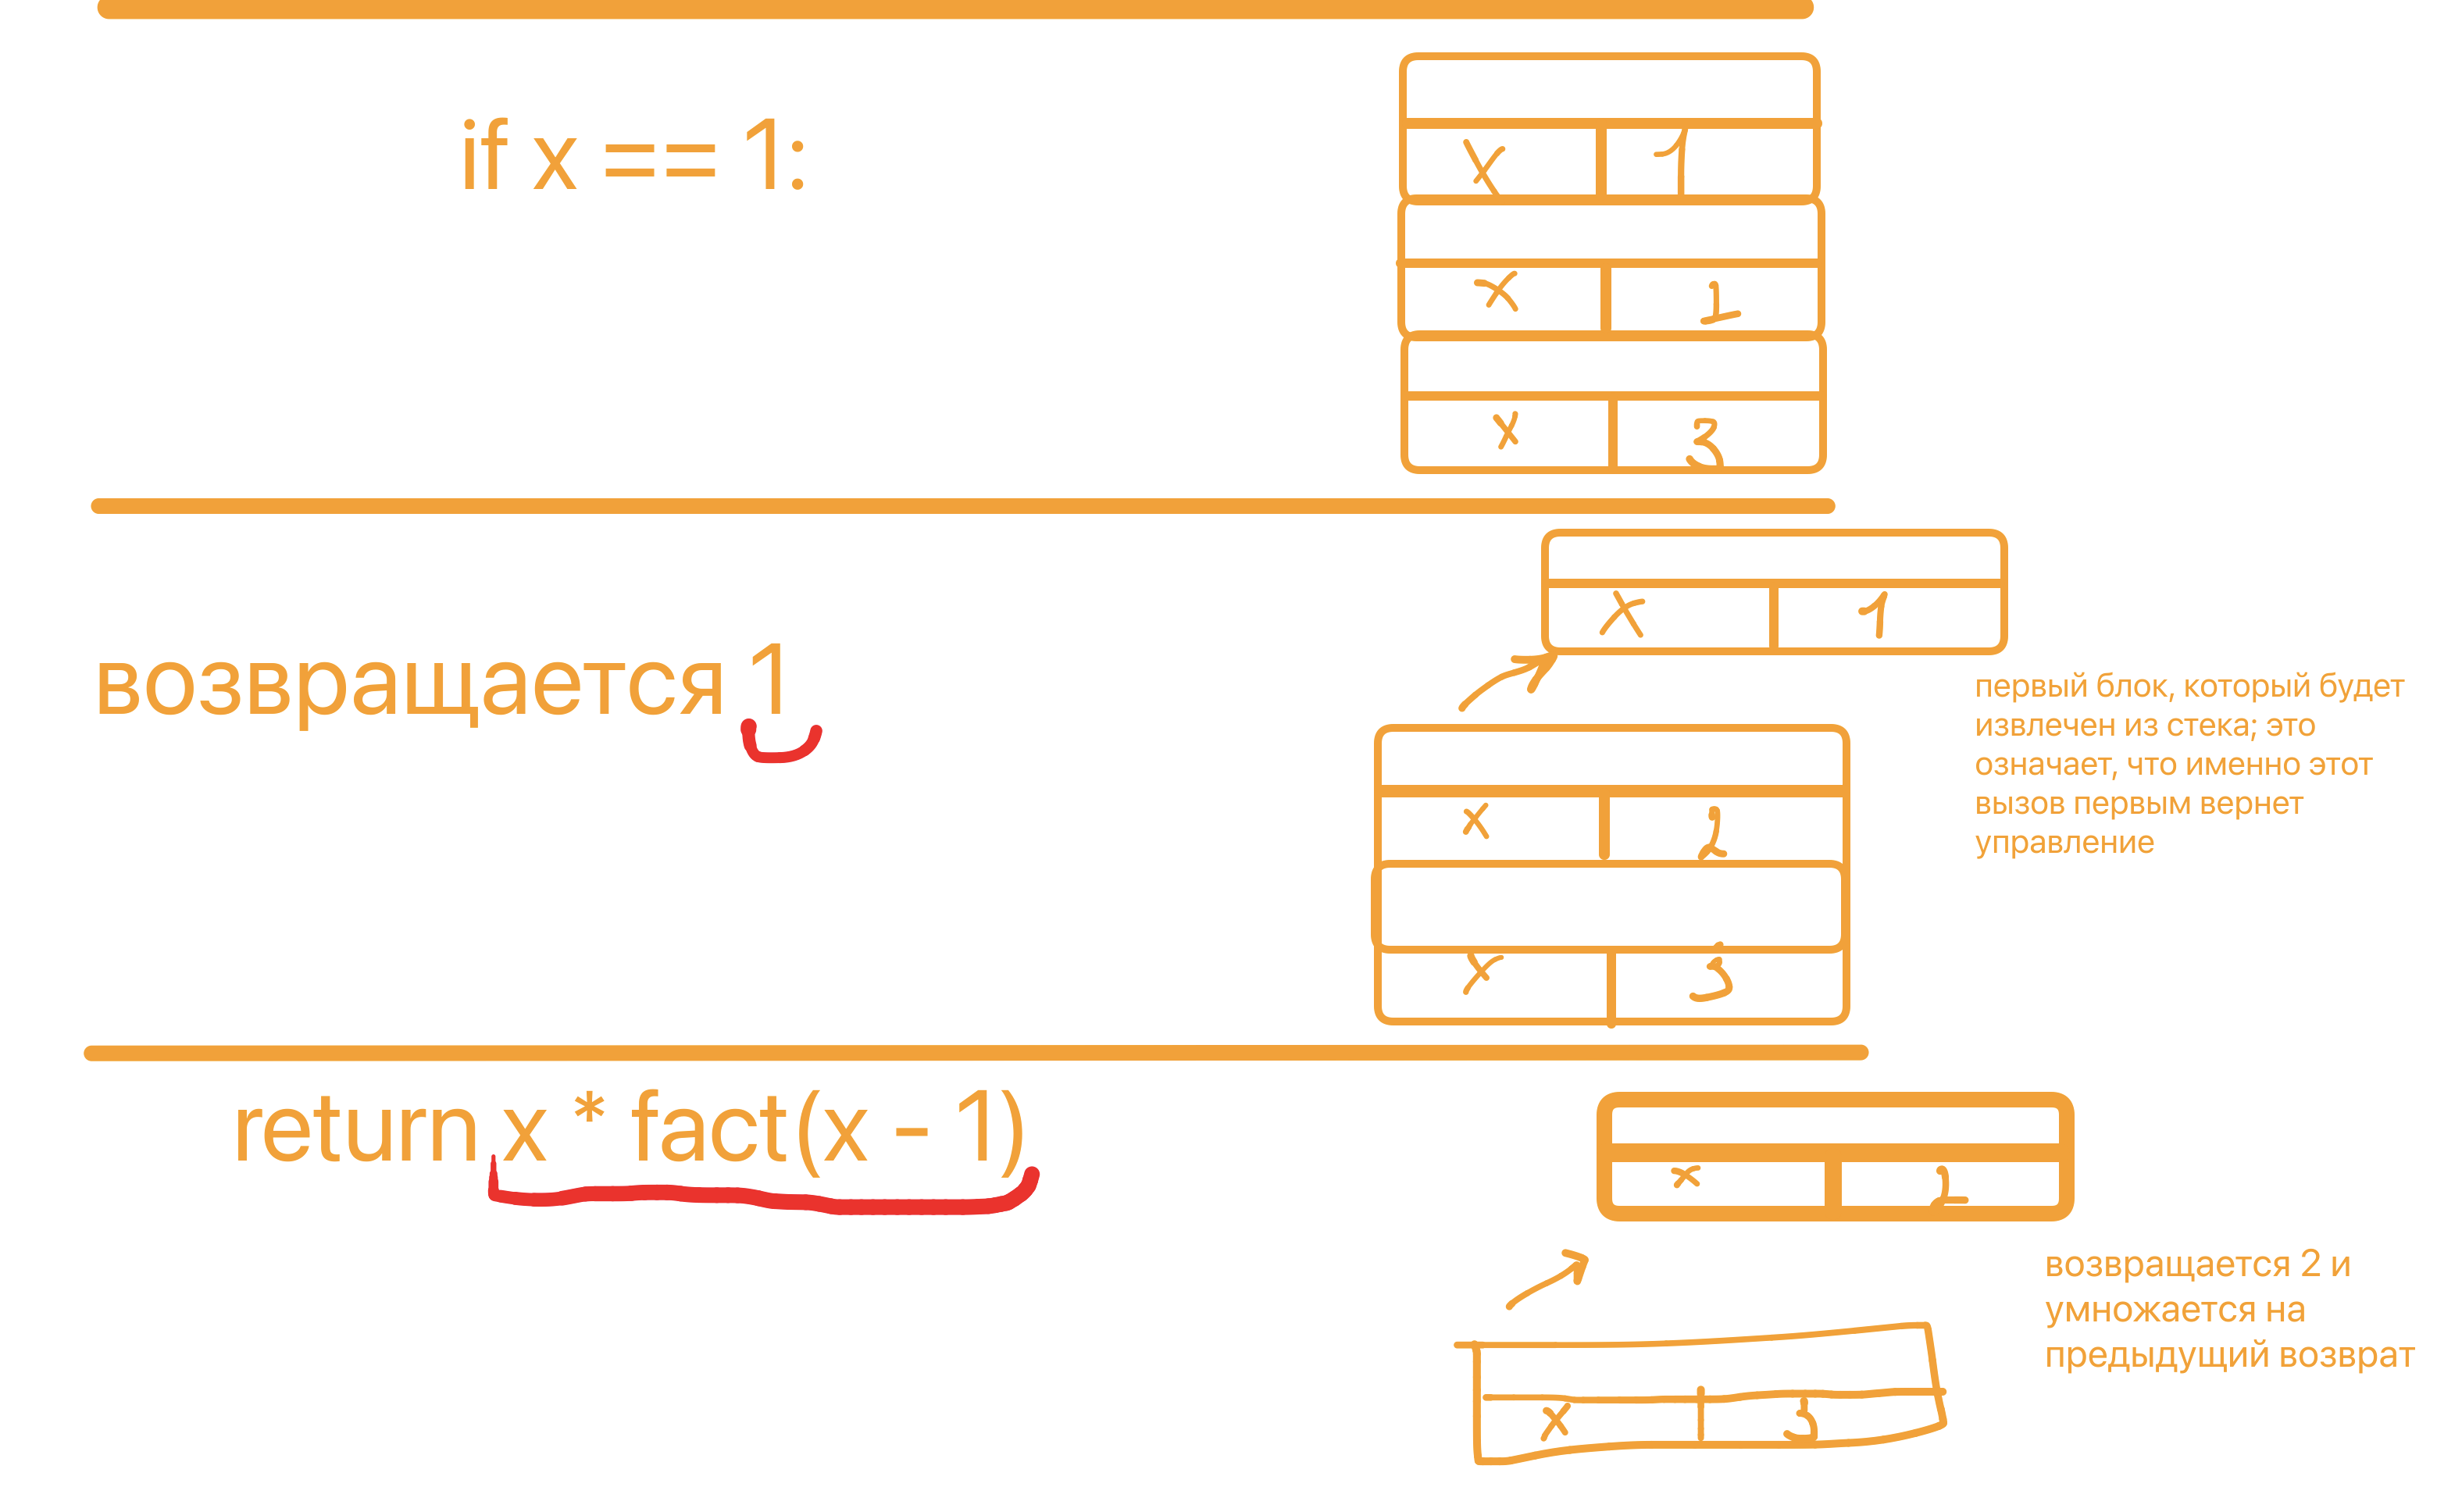 if x == 1:
X 1
x 2
x 3
возвращается 1
X 1
первый блок, который будет
извлечен из стека; это
означает, что именно этот
вызов первым вернет
управление
x 2
x 3
return x * fact(x - 1)
x 2
возвращается 2 и
умножается на
предыдущий возврат
x 3